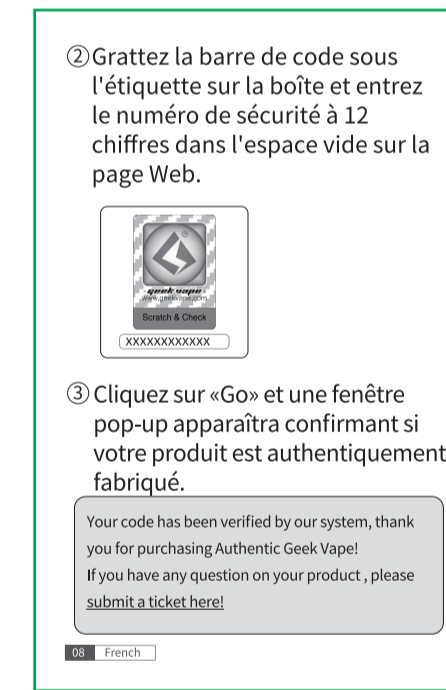 ②Grattez la barre de code sous
l'étiquette sur la boîte et entrez
le numéro de sécurité à 12
chiffres dans l'espace vide sur la
page Web.
®
geek vape
www.geekvape.com
Scratch & Check
XXXXXXXXXXXX
③Cliquez sur «Go» et une fenêtre
pop-up apparaîtra confirmant si
votre produit est authentiquement
fabriqué.
Your code has been verified by our system, thank
you for purchasing Authentic Geek Vape!
If you have any question on your product , please
submit a ticket here!
08 French